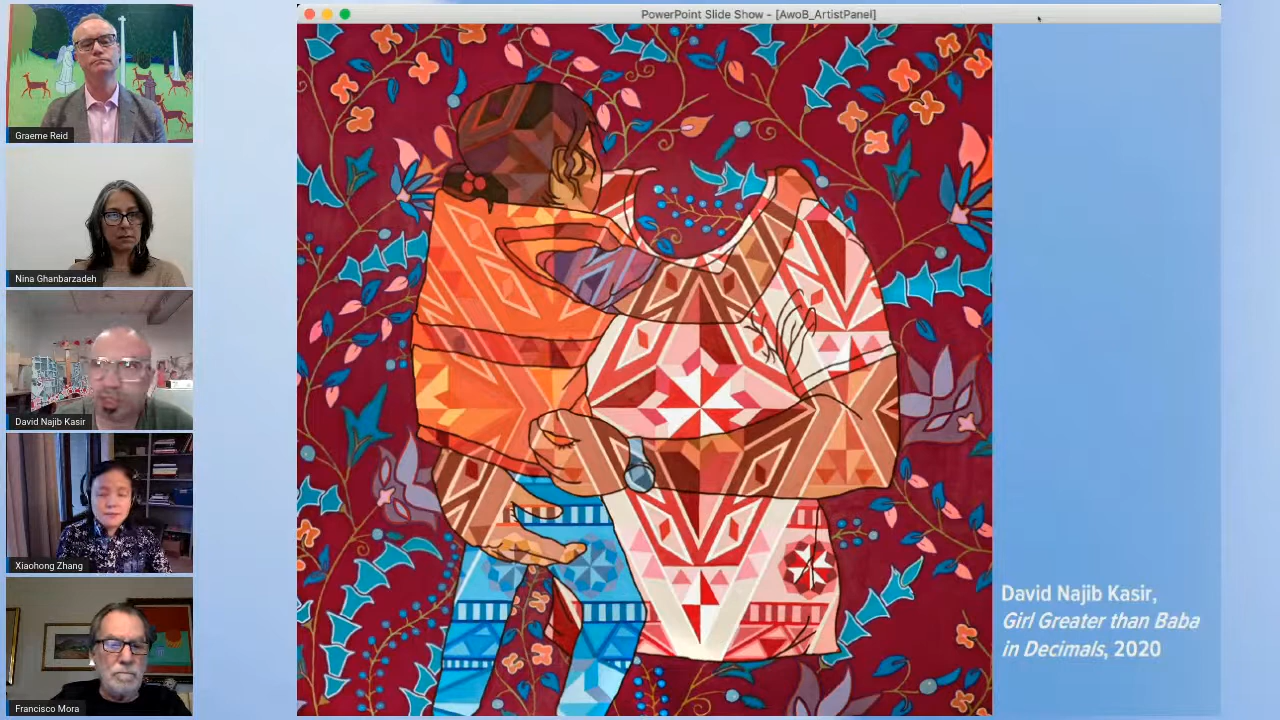 PowerPoint Slide Show - [AwoB_ArtistPanel]
Graeme Reid
Nina Ghanbarzadeh
David Najib Kasir
Xiaohong Zhang
Francisco Mora
David Najib Kasir,
Girl Greater than Baba
in Decimals, 2020